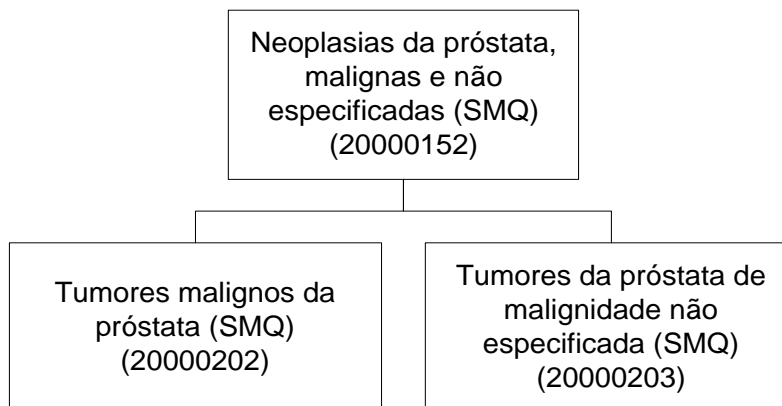 Neoplasias da próstata,
malignas e não
especificadas (SMQ)
(20000152)
Tumores malignos da
próstata (SMQ)
(20000202)
Tumores da próstata de
malignidade não
especificada (SMQ)
(20000203)